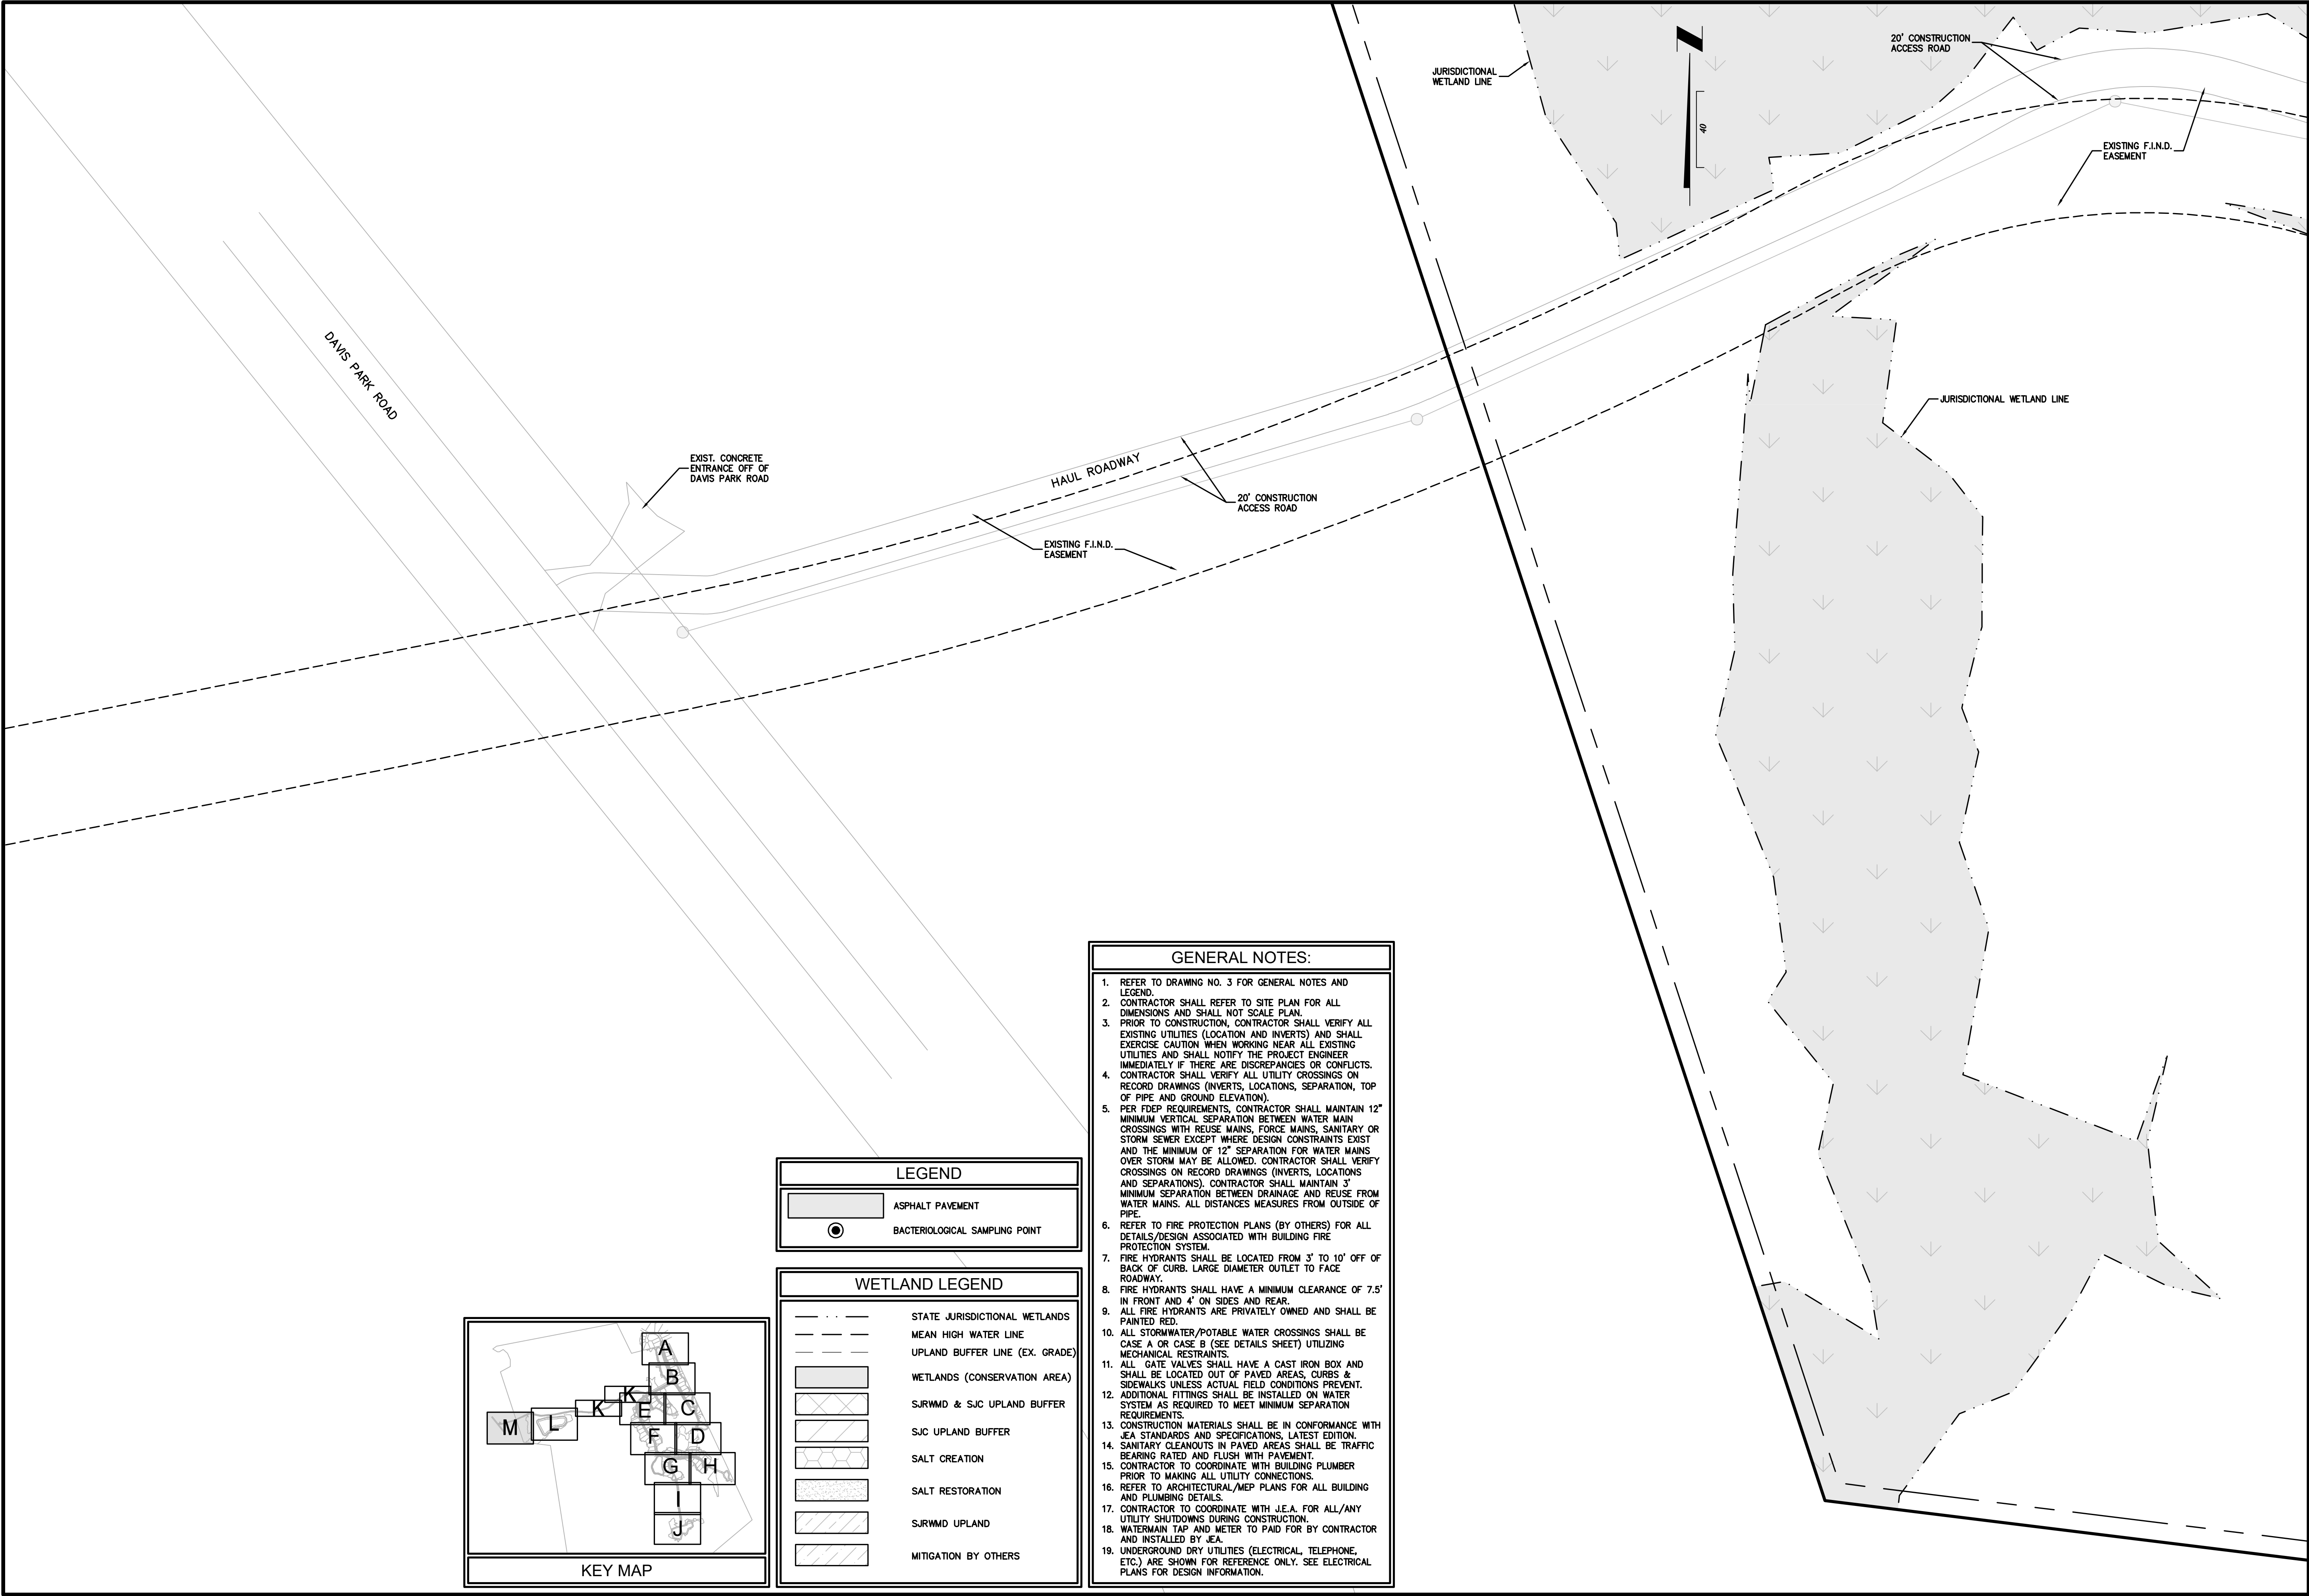 20' CONSTRUCTION
ACCESS ROAD
JURISDICTIONAL
WETLAND LINE
40
EXISTING F.I.N.D.
EASEMENT
DAVIS PARK ROAD
JURISDICTIONAL WETLAND LINE
EXIST. CONCRETE
ENTRANCE OFF OF
DAVIS PARK ROAD
HAUL ROADWAY
20' CONSTRUCTION
ACCESS ROAD
EXISTING F.I.N.D.
EASEMENT
GENERAL NOTES:
1. REFER TO DRAWING NO. 3 FOR GENERAL NOTES AND
LEGEND.
2. CONTRACTOR SHALL REFER TO SITE PLAN FOR ALL
DIMENSIONS AND SHALL NOT SCALE PLAN.
3. PRIOR TO CONSTRUCTION, CONTRACTOR SHALL VERIFY ALL
EXISTING UTILITIES (LOCATION AND INVERTS) AND SHALL
EXERCISE CAUTION WHEN WORKING NEAR ALL EXISTING
UTILITIES AND SHALL NOTIFY THE PROJECT ENGINEER
IMMEDIATELY IF THERE ARE DISCREPANCIES OR CONFLICTS.
4. CONTRACTOR SHALL VERIFY ALL UTILITY CROSSINGS ON
RECORD DRAWINGS (INVERTS, LOCATIONS, SEPARATION, TOP
OF PIPE AND GROUND ELEVATION).
5. PER FDEP REQUIREMENTS, CONTRACTOR SHALL MAINTAIN 12"
MINIMUM VERTICAL SEPARATION BETWEEN WATER MAIN
CROSSINGS WITH REUSE MAINS, FORCE MAINS, SANITARY OR
STORM SEWER EXCEPT WHERE DESIGN CONSTRAINTS EXIST
AND THE MINIMUM OF 12" SEPARATION FOR WATER MAINS
OVER STORM MAY BE ALLOWED. CONTRACTOR SHALL VERIFY
CROSSINGS ON RECORD DRAWINGS (INVERTS, LOCATIONS
AND SEPARATIONS). CONTRACTOR SHALL MAINTAIN 3'
MINIMUM SEPARATION BETWEEN DRAINAGE AND REUSE FROM
WATER MAINS. ALL DISTANCES MEASURES FROM OUTSIDE OF
PIPE.
6. REFER TO FIRE PROTECTION PLANS (BY OTHERS) FOR ALL
DETAILS/DESIGN ASSOCIATED WITH BUILDING FIRE
PROTECTION SYSTEM.
7. FIRE HYDRANTS SHALL BE LOCATED FROM 3' TO 10' OFF OF
BACK OF CURB. LARGE DIAMETER OUTLET TO FACE
ROADWAY.
8. FIRE HYDRANTS SHALL HAVE A MINIMUM CLEARANCE OF 7.5'
IN FRONT AND 4' ON SIDES AND REAR.
9. ALL FIRE HYDRANTS ARE PRIVATELY OWNED AND SHALL BE
PAINTED RED.
10. ALL STORMWATER/POTABLE WATER CROSSINGS SHALL BE
CASE A OR CASE B (SEE DETAILS SHEET) UTILIZING
MECHANICAL RESTRAINTS.
11. ALL GATE VALVES SHALL HAVE A CAST IRON BOX AND
SHALL BE LOCATED OUT OF PAVED AREAS, CURBS &
SIDEWALKS UNLESS ACTUAL FIELD CONDITIONS PREVENT.
12. ADDITIONAL FITTINGS SHALL BE INSTALLED ON WATER
SYSTEM AS REQUIRED TO MEET MINIMUM SEPARATION
REQUIREMENTS.
13. CONSTRUCTION MATERIALS SHALL BE IN CONFORMANCE WITH
JEA STANDARDS AND SPECIFICATIONS, LATEST EDITION.
14. SANITARY CLEANOUTS IN PAVED AREAS SHALL BE TRAFFIC
BEARING RATED AND FLUSH WITH PAVEMENT.
15. CONTRACTOR TO COORDINATE WITH BUILDING PLUMBER
PRIOR TO MAKING ALL UTILITY CONNECTIONS.
16. REFER TO ARCHITECTURAL/MEP PLANS FOR ALL BUILDING
AND PLUMBING DETAILS.
17. CONTRACTOR TO COORDINATE WITH J.E.A. FOR ALL/ANY
UTILITY SHUTDOWNS DURING CONSTRUCTION.
18. WATERMAIN TAP AND METER TO PAID FOR BY CONTRACTOR
AND INSTALLED BY JEA.
19. UNDERGROUND DRY UTILITIES (ELECTRICAL, TELEPHONE,
ETC.) ARE SHOWN FOR REFERENCE ONLY. SEE ELECTRICAL
PLANS FOR DESIGN INFORMATION.
LEGEND
ASPHALT PAVEMENT
BACTERIOLOGICAL SAMPLING POINT
WETLAND LEGEND
STATE JURISDICTIONAL WETLANDS
MEAN HIGH WATER LINE
UPLAND BUFFER LINE (EX. GRADE)
WETLANDS (CONSERVATION AREA)
SJRWMD & SJC UPLAND BUFFER
SJC UPLAND BUFFER
SALT CREATION
SALT RESTORATION
SJRWMD UPLAND
MITIGATION BY OTHERS
A
B
K
K E C
M L
F D
G H
I
J
KEY MAP